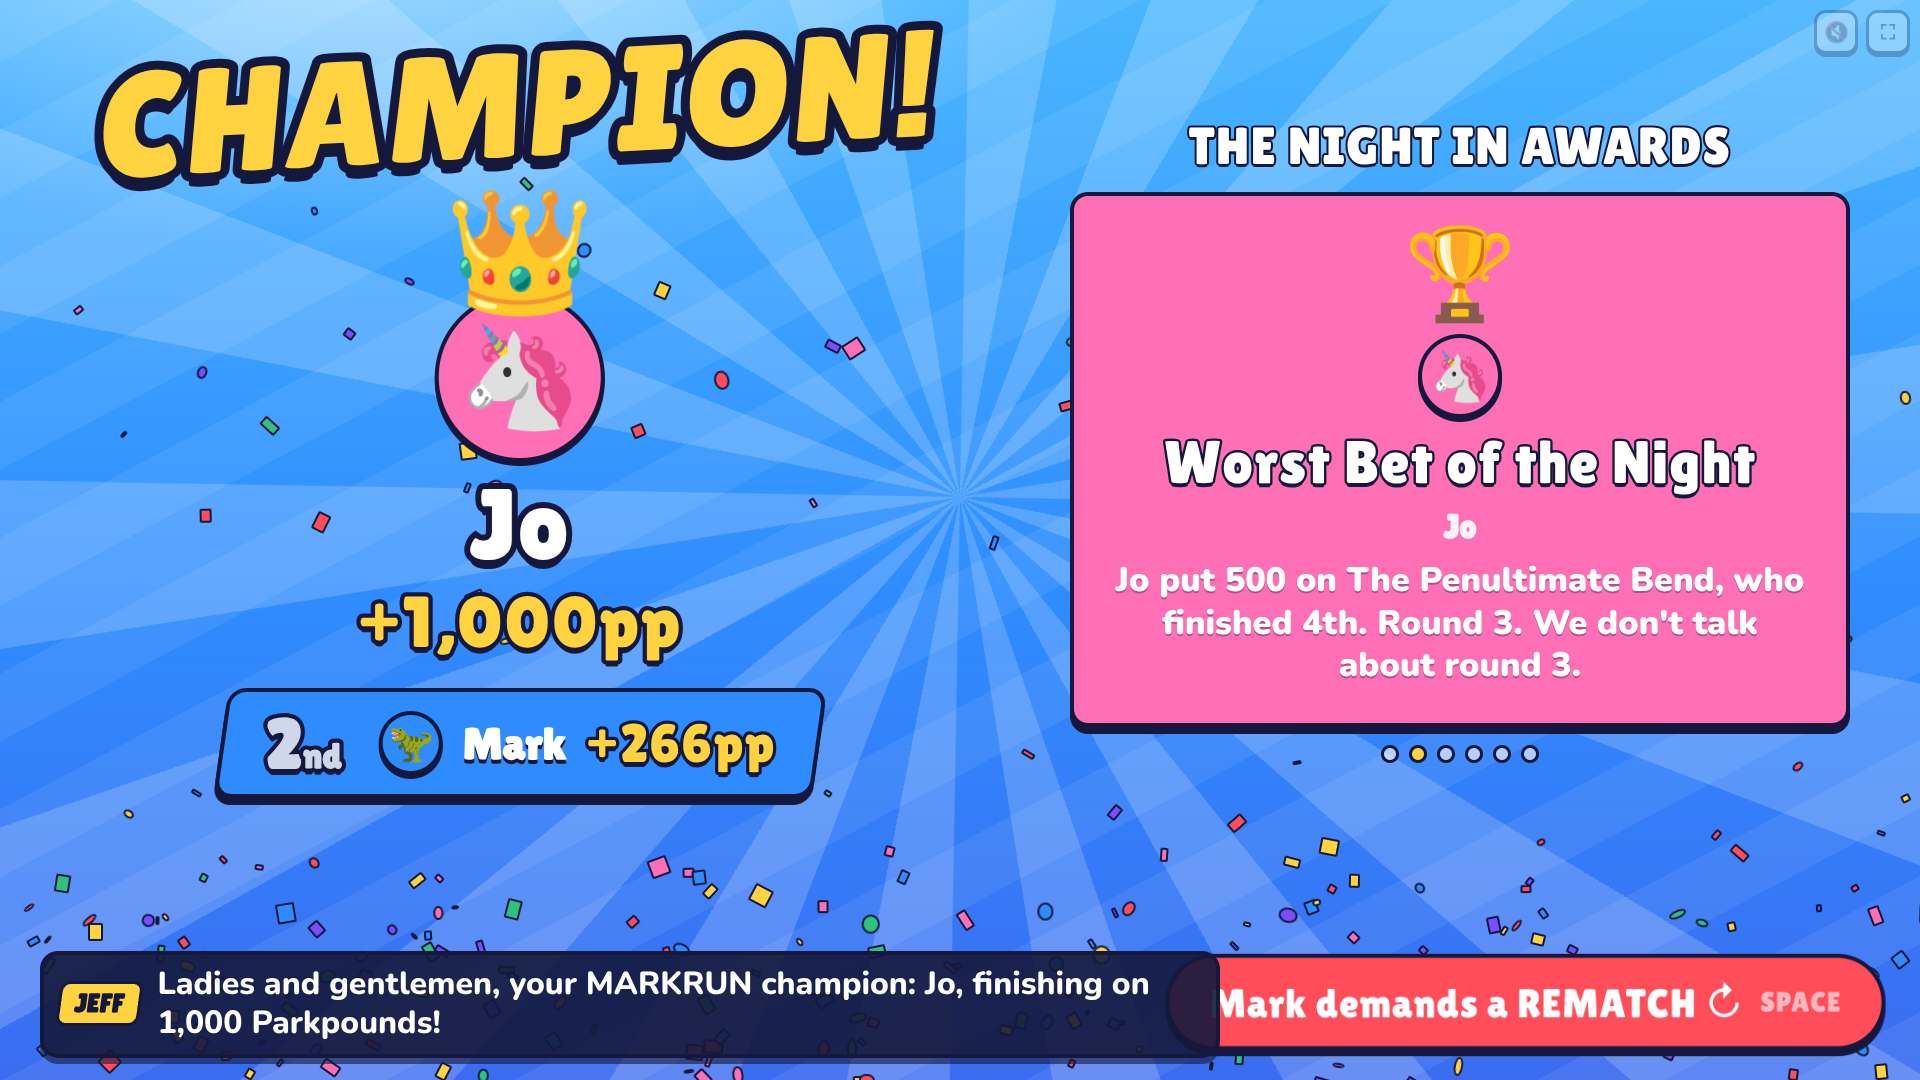 CHAMPION!
Jo
+1,000pp
2nd Mark +266pp
THE NIGHT IN AWARDS
Worst Bet of the Night
Jo
Jo put 500 on The Penultimate Bend, who
finished 4th. Round 3. We don't talk
about round 3.
JEFF
Ladies and gentlemen, your MARKRUN champion: Jo, finishing on
1,000 Parkpounds!
Mark demands a REMATCH SPACE